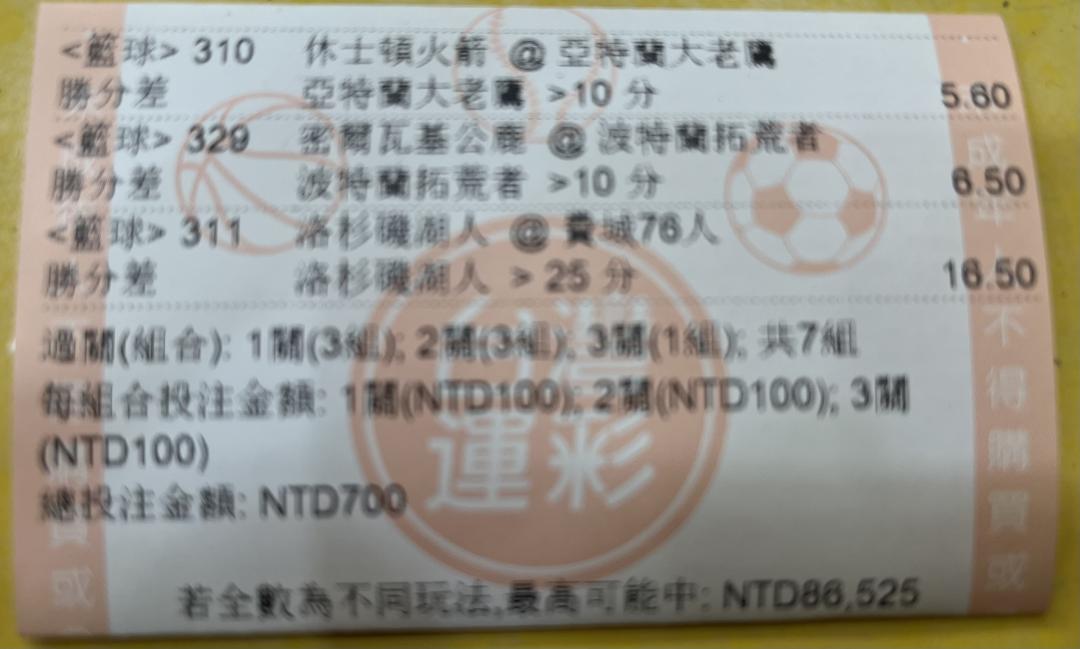 <籃球> 310 休士頓火箭 @ 亞特蘭大老鷹
勝分差 亞特蘭大老鷹 >10 分 5.60
<籃球> 329 密爾瓦基公鹿 @ 波特蘭拓荒者
勝分差 波特蘭拓荒者 >10 分 6.50
<籃球> 311 洛杉磯湖人 @ 費城76人
勝分差 洛杉磯湖人 > 25 分 16.50
過關(組合): 1關(3組); 2關(3組); 3關(1組); 共7組
每組合投注金額: 1關(NTD100); 2關(NTD100); 3關
(NTD100)
總投注金額: NTD700
若全數為不同玩法,最高可能中: NTD86,525
台灣
運彩
成年不得購買或
買或